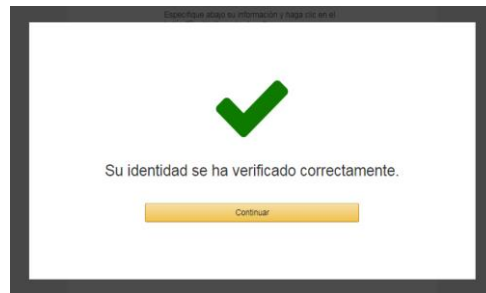 Especifique abajo su información y haga clic en el
Su identidad se ha verificado correctamente.
Continuar